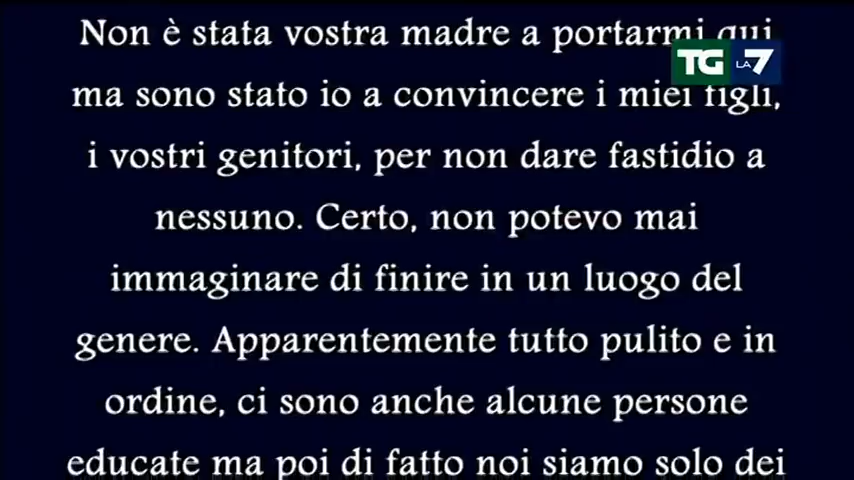 Non è stata vostra madre a portarmi qui
TG LA7
ma sono stato io a convincere i miei figli,
i vostri genitori, per non dare fastidio a
nessuno. Certo, non potevo mai
immaginare di finire in un luogo del
genere. Apparentemente tutto pulito e in
ordine, ci sono anche alcune persone
educate ma poi di fatto noi siamo solo dei